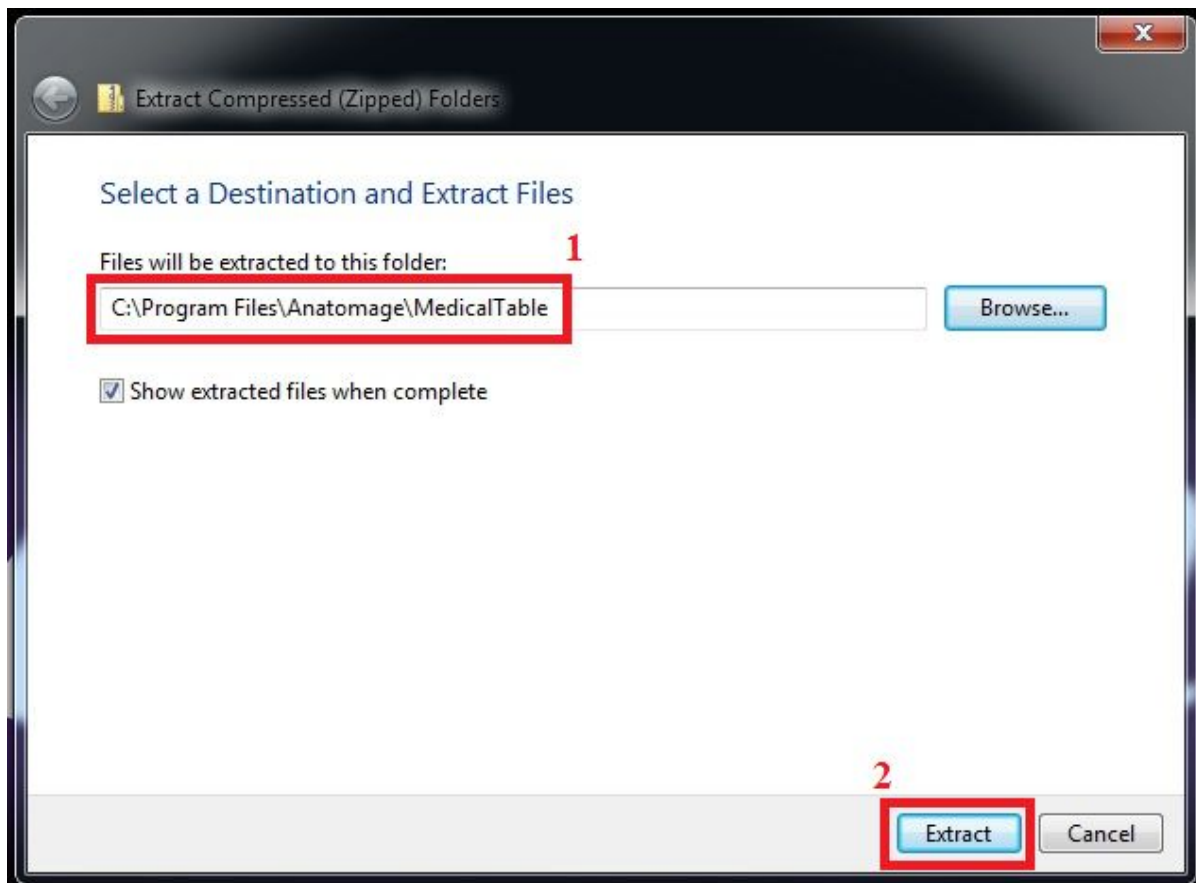 Extract Compressed (Zipped) Folders
Select a Destination and Extract Files
1
Files will be extracted to this folder:
C:\Program Files\Anatomage\MedicalTable
Browse...
Show extracted files when complete
2
Extract
Cancel